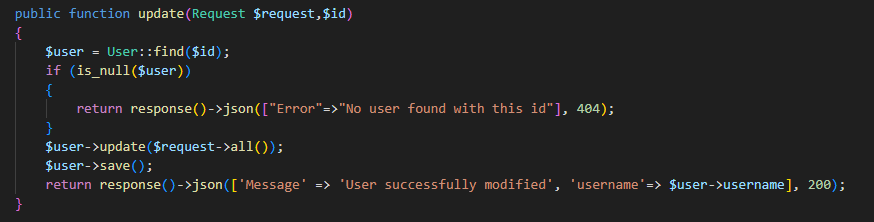 public function update(Request $request,$id)
{
$user = User::find($id);
if (is_null($user))
{
return response()->json(["Error"=>"No user found with this id"], 404);
}
$user->update($request->all());
$user->save();
return response()->json(['Message' => 'User successfully modified', 'username'=> $user->username], 200);
}